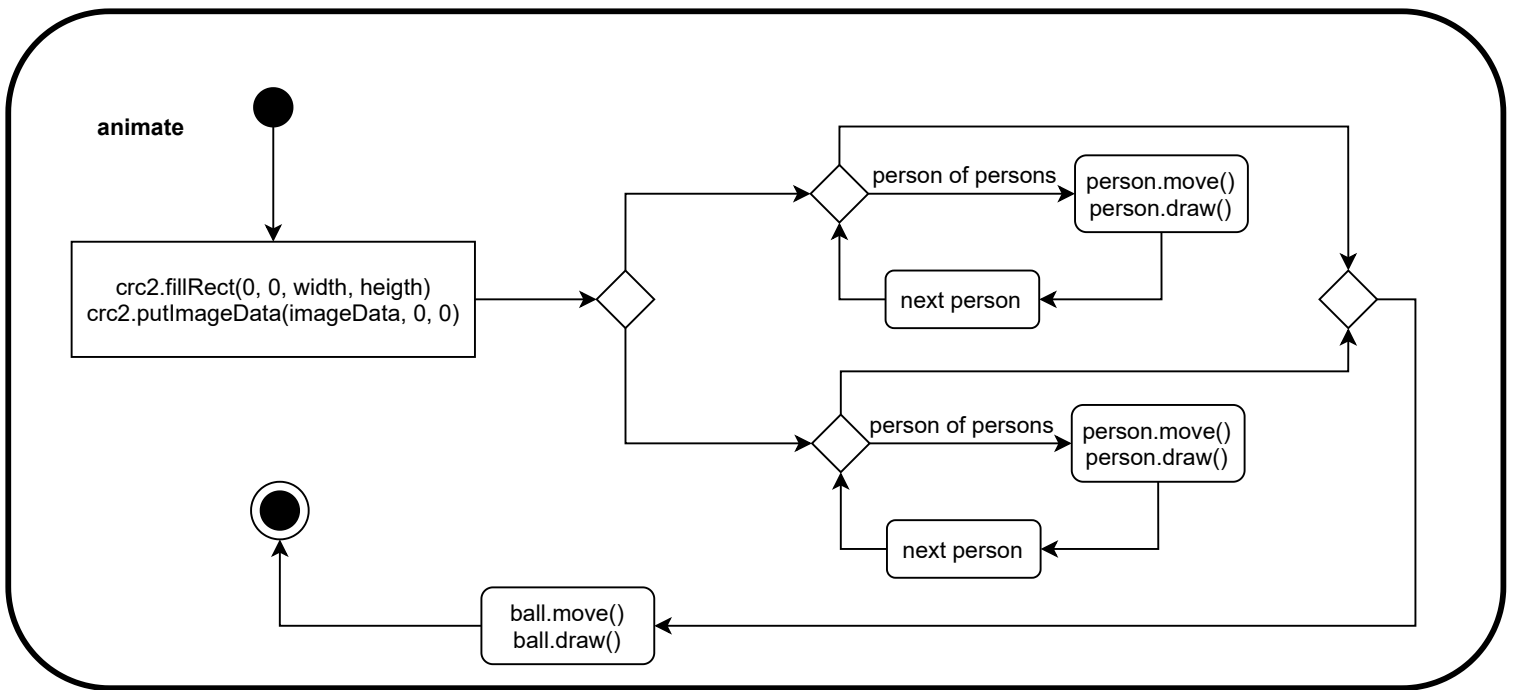 animate
crc2.fillRect(0, 0, width, heigth)
crc2.putImageData(imageData, 0, 0)
person of persons
person.move()
person.draw()
next person
person of persons
person.move()
person.draw()
next person
ball.move()
ball.draw()